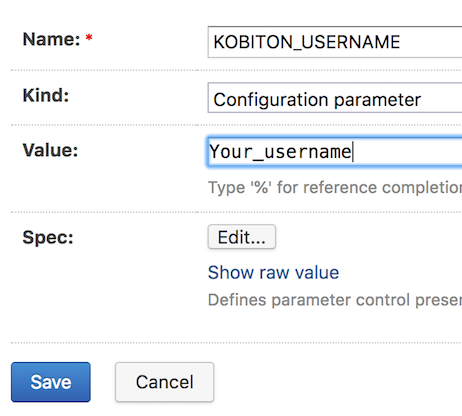 Name: * KOBITON_USERNAME
Kind: Configuration parameter
Value: Your_username
Type '%' for reference completion
Spec: Edit...
Show raw value
Defines parameter control
Save Cancel